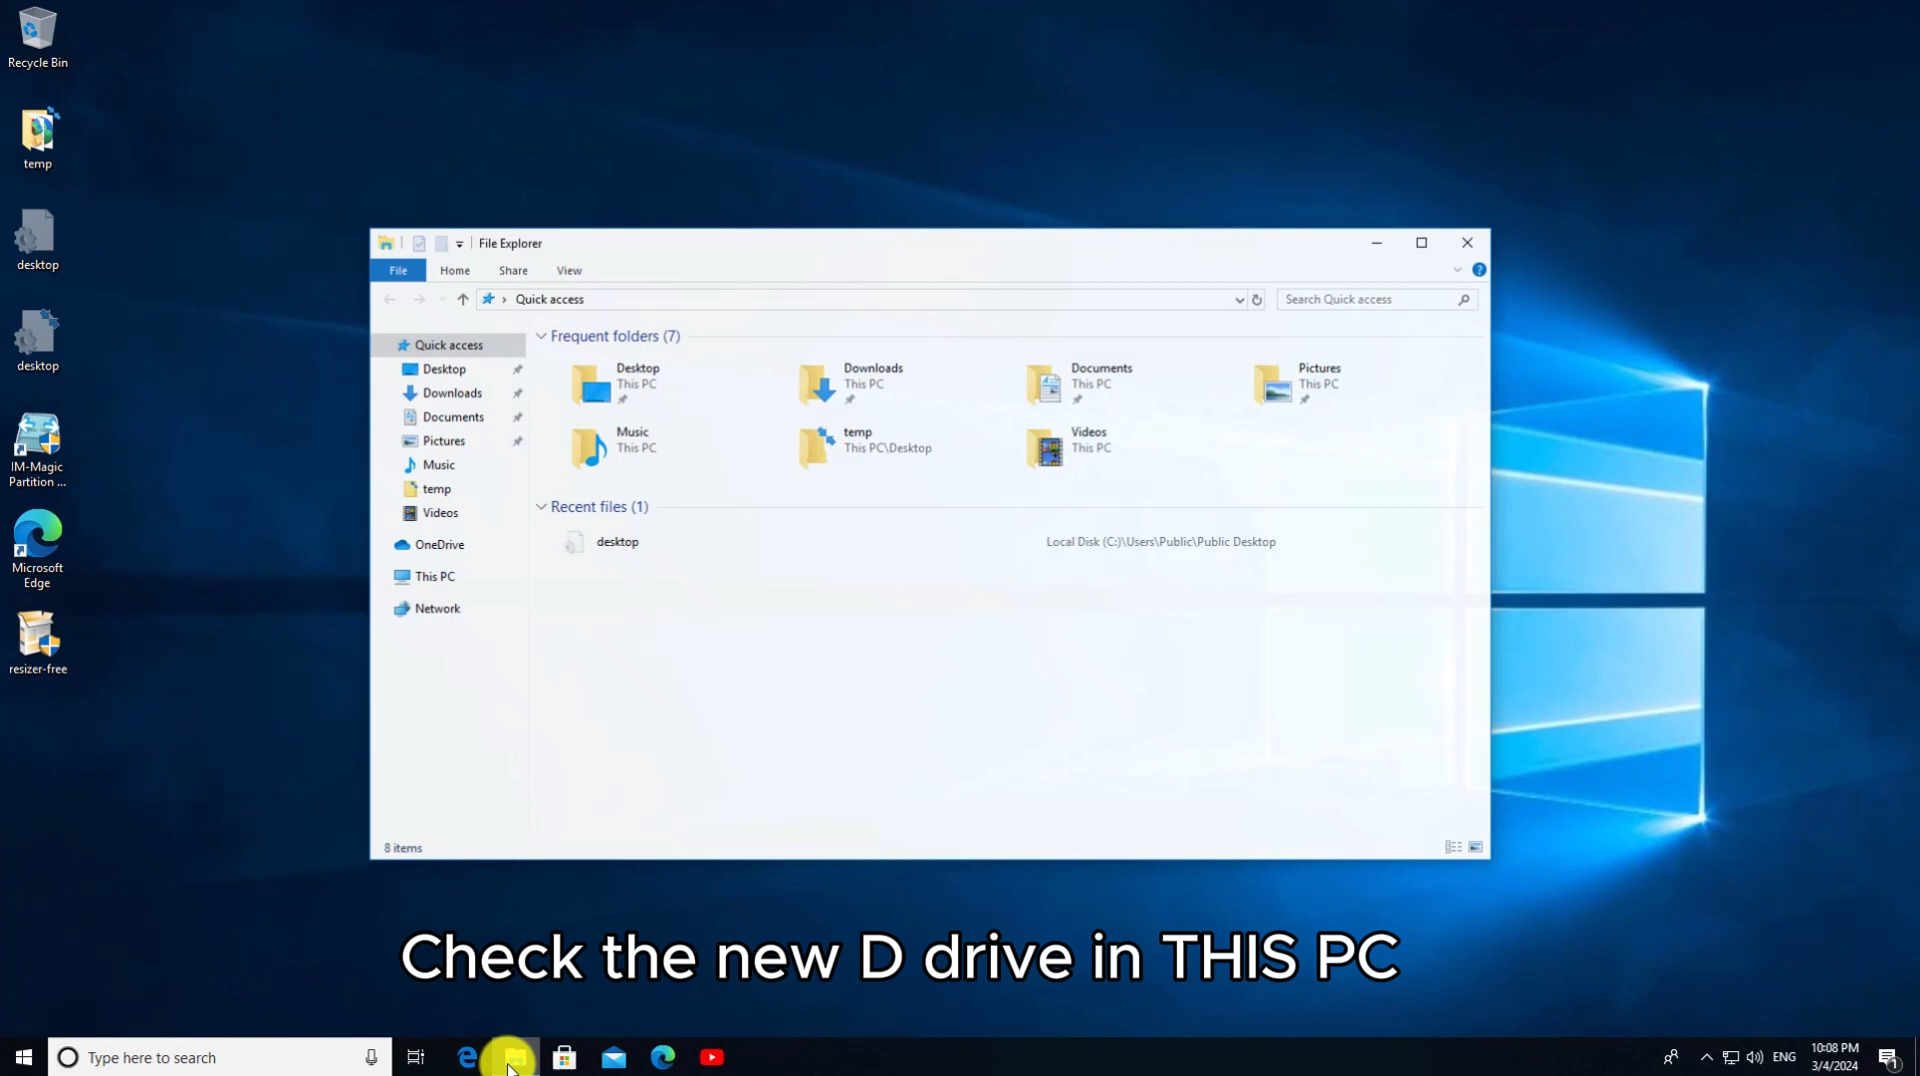 Recycle Bin
temp
desktop
desktop
IM-Magic
Partition ...
Microsoft
Edge
resizer-free
File Explorer
File
Home
Share
View
Quick access
Search Quick access
Quick access
Desktop
Downloads
Documents
Pictures
Music
temp
Videos
OneDrive
This PC
Network
Frequent folders (7)
Desktop
This PC
Downloads
This PC
Documents
This PC
Pictures
This PC
Music
This PC
temp
This PC\Desktop
Videos
This PC
Recent files (1)
desktop
Local Disk (C:)\Users\Public\Public Desktop
8 items
Check the new D drive in THIS PC
Type here to search
ENG
10:08 PM
3/4/2024
1